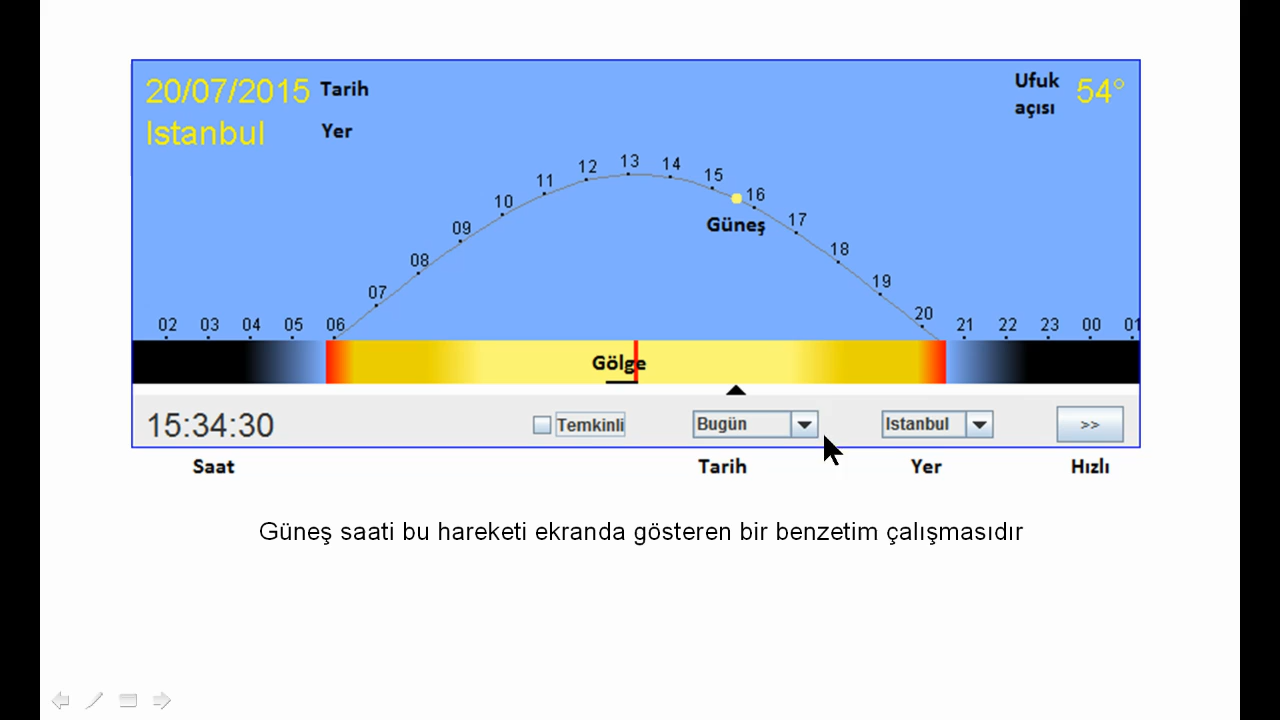 20/07/2015 Tarih
Ufuk açısı 54°
Istanbul Yer
02 03 04 05 06 07 08 09 10 11 12 13 14 15 16 17 18 19 20 21 22 23 00 01
Güneş
Gölge
15:34:30 Temkinli Bugün Istanbul >>
Saat Tarih Yer Hızlı
Güneş saati bu hareketi ekranda gösteren bir benzetim çalışmasıdır